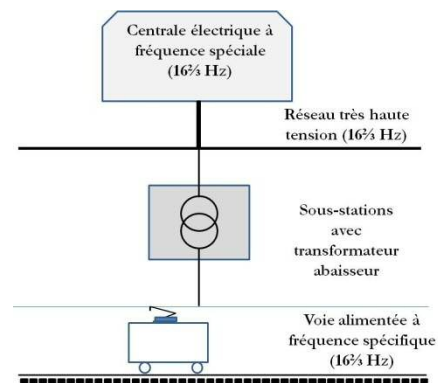 Centrale électrique à
fréquence spéciale
(16⅔ Hz)
Réseau très haute
tension (16⅔ Hz)
Sous-stations
avec
transformateur
abaisseur
Voie alimentée à
fréquence spécifique
(16⅔ Hz)